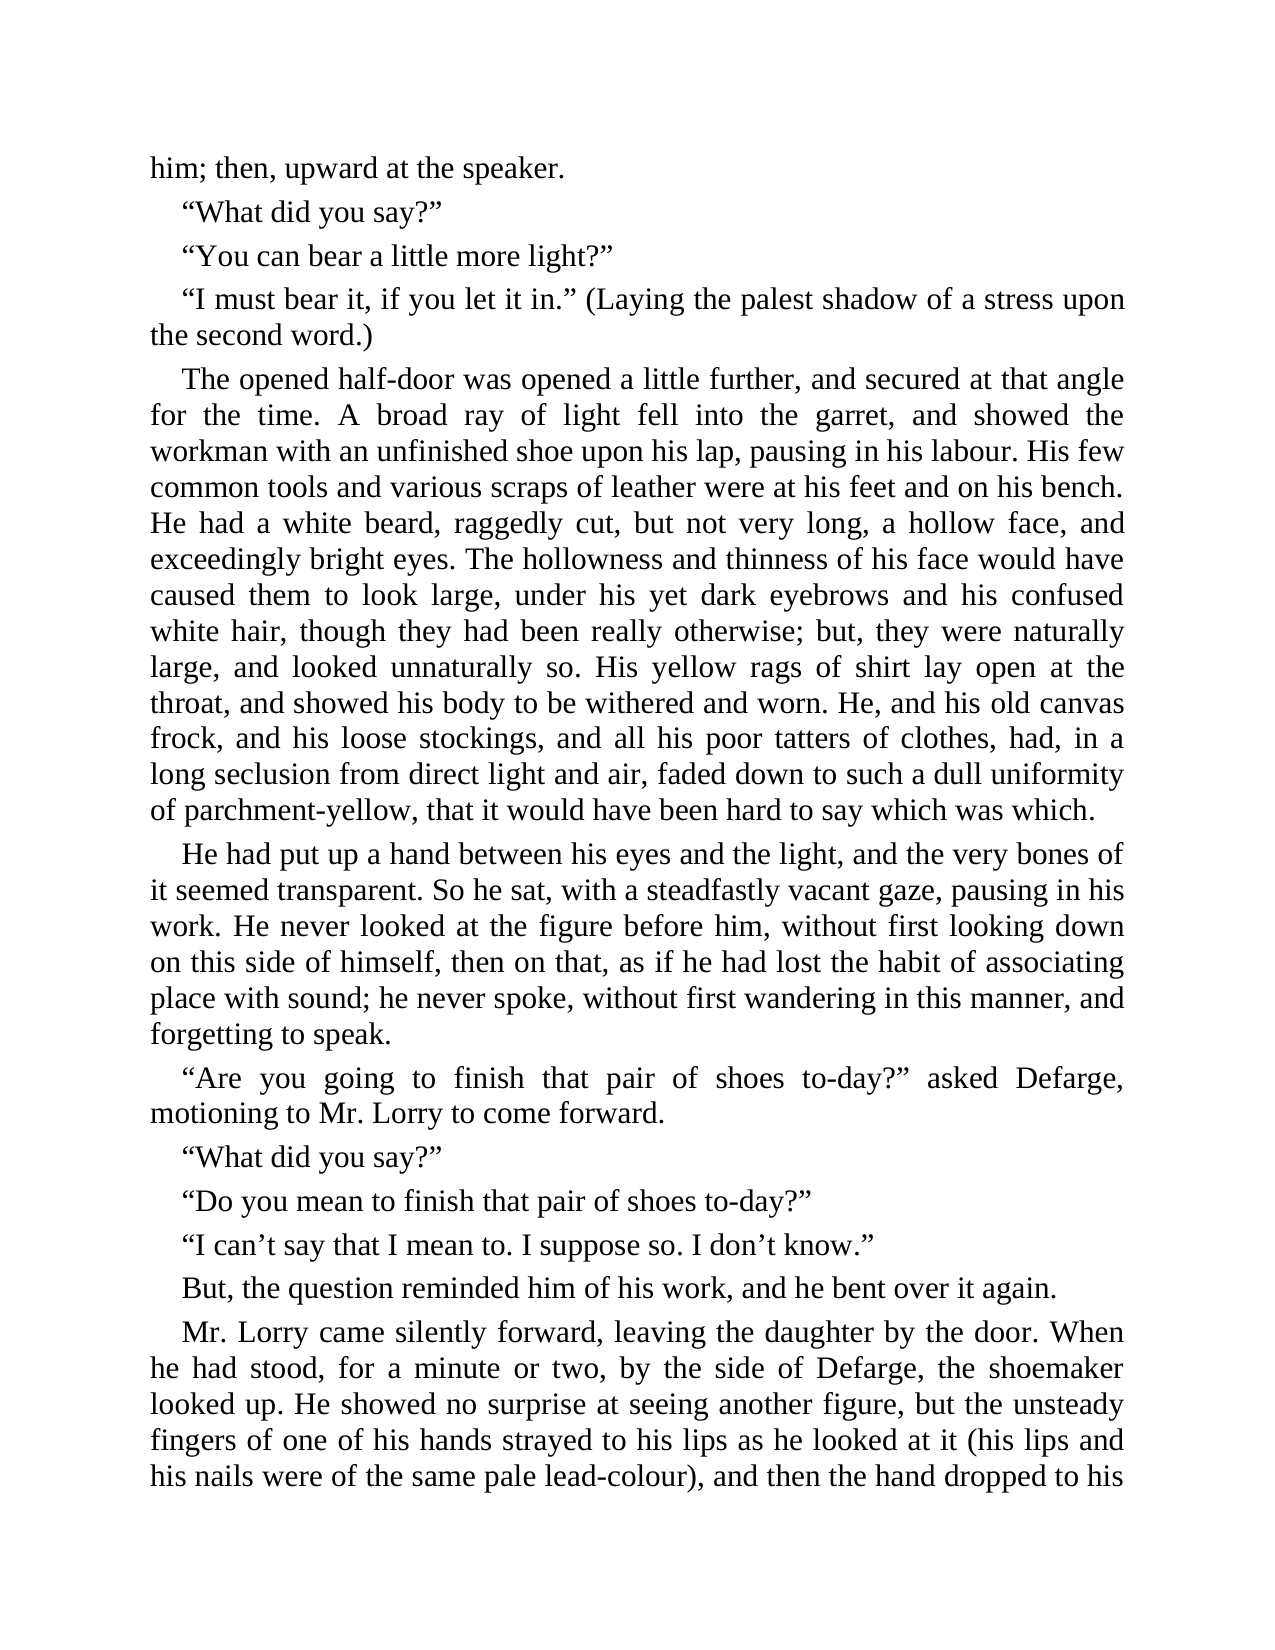 him; then, upward at the speaker.
“What did you say?”
“You can bear a little more light?”
“I must bear it, if you let it in.” (Laying the palest shadow of a stress upon
the second word.)
The opened half-door was opened a little further, and secured at that angle
for the time. A broad ray of light fell into the garret, and showed the
workman with an unfinished shoe upon his lap, pausing in his labour. His few
common tools and various scraps of leather were at his feet and on his bench.
He had a white beard, raggedly cut, but not very long, a hollow face, and
exceedingly bright eyes. The hollowness and thinness of his face would have
caused them to look large, under his yet dark eyebrows and his confused
white hair, though they had been really otherwise; but, they were naturally
large, and looked unnaturally so. His yellow rags of shirt lay open at the
throat, and showed his body to be withered and worn. He, and his old canvas
frock, and his loose stockings, and all his poor tatters of clothes, had, in a
long seclusion from direct light and air, faded down to such a dull uniformity
of parchment-yellow, that it would have been hard to say which was which.
He had put up a hand between his eyes and the light, and the very bones of
it seemed transparent. So he sat, with a steadfastly vacant gaze, pausing in his
work. He never looked at the figure before him, without first looking down
on this side of himself, then on that, as if he had lost the habit of associating
place with sound; he never spoke, without first wandering in this manner, and
forgetting to speak.
“Are you going to finish that pair of shoes to-day?” asked Defarge,
motioning to Mr. Lorry to come forward.
“What did you say?”
“Do you mean to finish that pair of shoes to-day?”
“I can’t say that I mean to. I suppose so. I don’t know.”
But, the question reminded him of his work, and he bent over it again.
Mr. Lorry came silently forward, leaving the daughter by the door. When
he had stood, for a minute or two, by the side of Defarge, the shoemaker
looked up. He showed no surprise at seeing another figure, but the unsteady
fingers of one of his hands strayed to his lips as he looked at it (his lips and
his nails were of the same pale lead-colour), and then the hand dropped to his